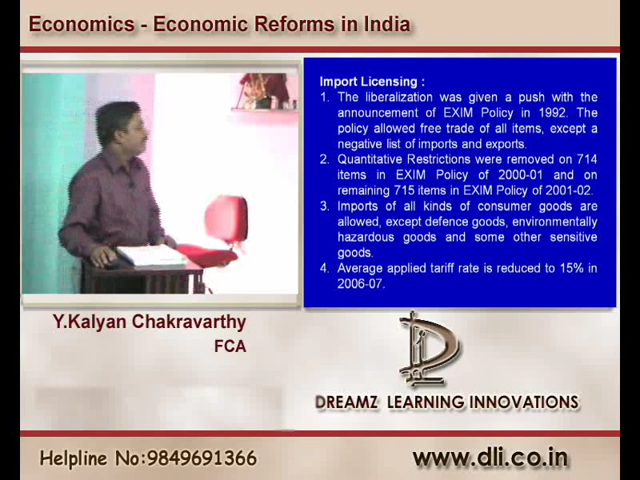 Economics - Economic Reforms in India
Import Licensing :
1. The liberalization was given a push with the
announcement of EXIM Policy in 1992. The
policy allowed free trade of all items, except a
negative list of imports and exports.
2. Quantitative Restrictions were removed on 714
items in EXIM Policy of 2000-01 and on
remaining 715 items in EXIM Policy of 2001-02.
3. Imports of all kinds of consumer goods are
allowed, except defence goods, environmentally
hazardous goods and some other sensitive
goods.
4. Average applied tariff rate is reduced to 15% in
2006-07.
Y.Kalyan Chakravarthy
FCA
DREAMZ LEARNING INNOVATIONS
Helpline No:9849691366
www.dli.co.in